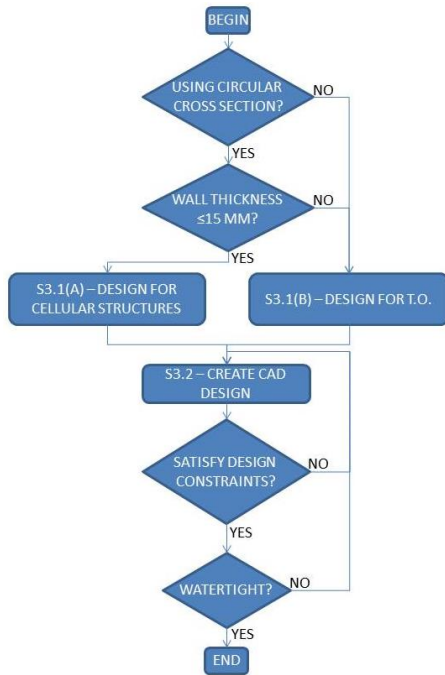 BEGIN
USING CIRCULAR
CROSS SECTION?
NO
YES
WALL THICKNESS
≤15 MM?
NO
YES
S3.1(A) – DESIGN FOR
CELLULAR STRUCTURES
S3.1(B) – DESIGN FOR T.O.
S3.2 – CREATE CAD
DESIGN
SATISFY DESIGN
CONSTRAINTS?
NO
YES
WATERTIGHT?
NO
YES
END